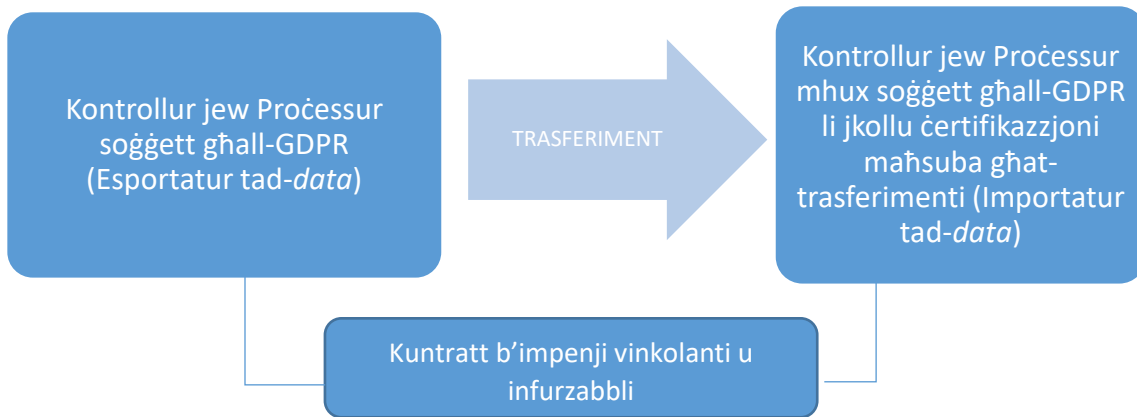 Kontrollur jew Proċessur
soġġett għall-GDPR
(Esportatur tad-data)
TRASFERIMENT
Kontrollur jew Proċessur
mhux soġġett għall-GDPR
li jkollu ċertifikazzjoni
maħsuba għat-
trasferimenti (Importatur
tad-data)
Kuntratt b’impenji vinkolanti u
infurzabbli